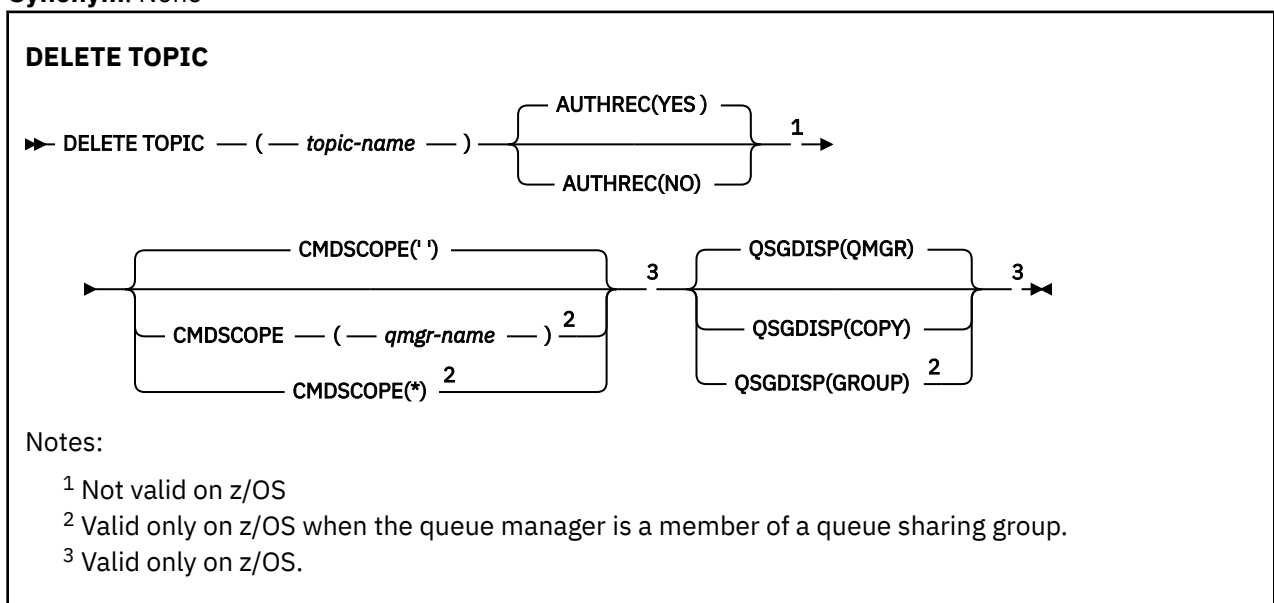 Synonym: None
DELETE TOPIC
AUTHREC(YES )
DELETE TOPIC ( topic-name ) 1
AUTHREC(NO)
CMDSCOPE(' ') QSGDISP(QMGR)
3 3
CMDSCOPE ( qmgr-name ) 2 QSGDISP(COPY)
CMDSCOPE(*) 2 QSGDISP(GROUP) 2
Notes:
1 Not valid on z/OS
2 Valid only on z/OS when the queue manager is a member of a queue sharing group.
3 Valid only on z/OS.